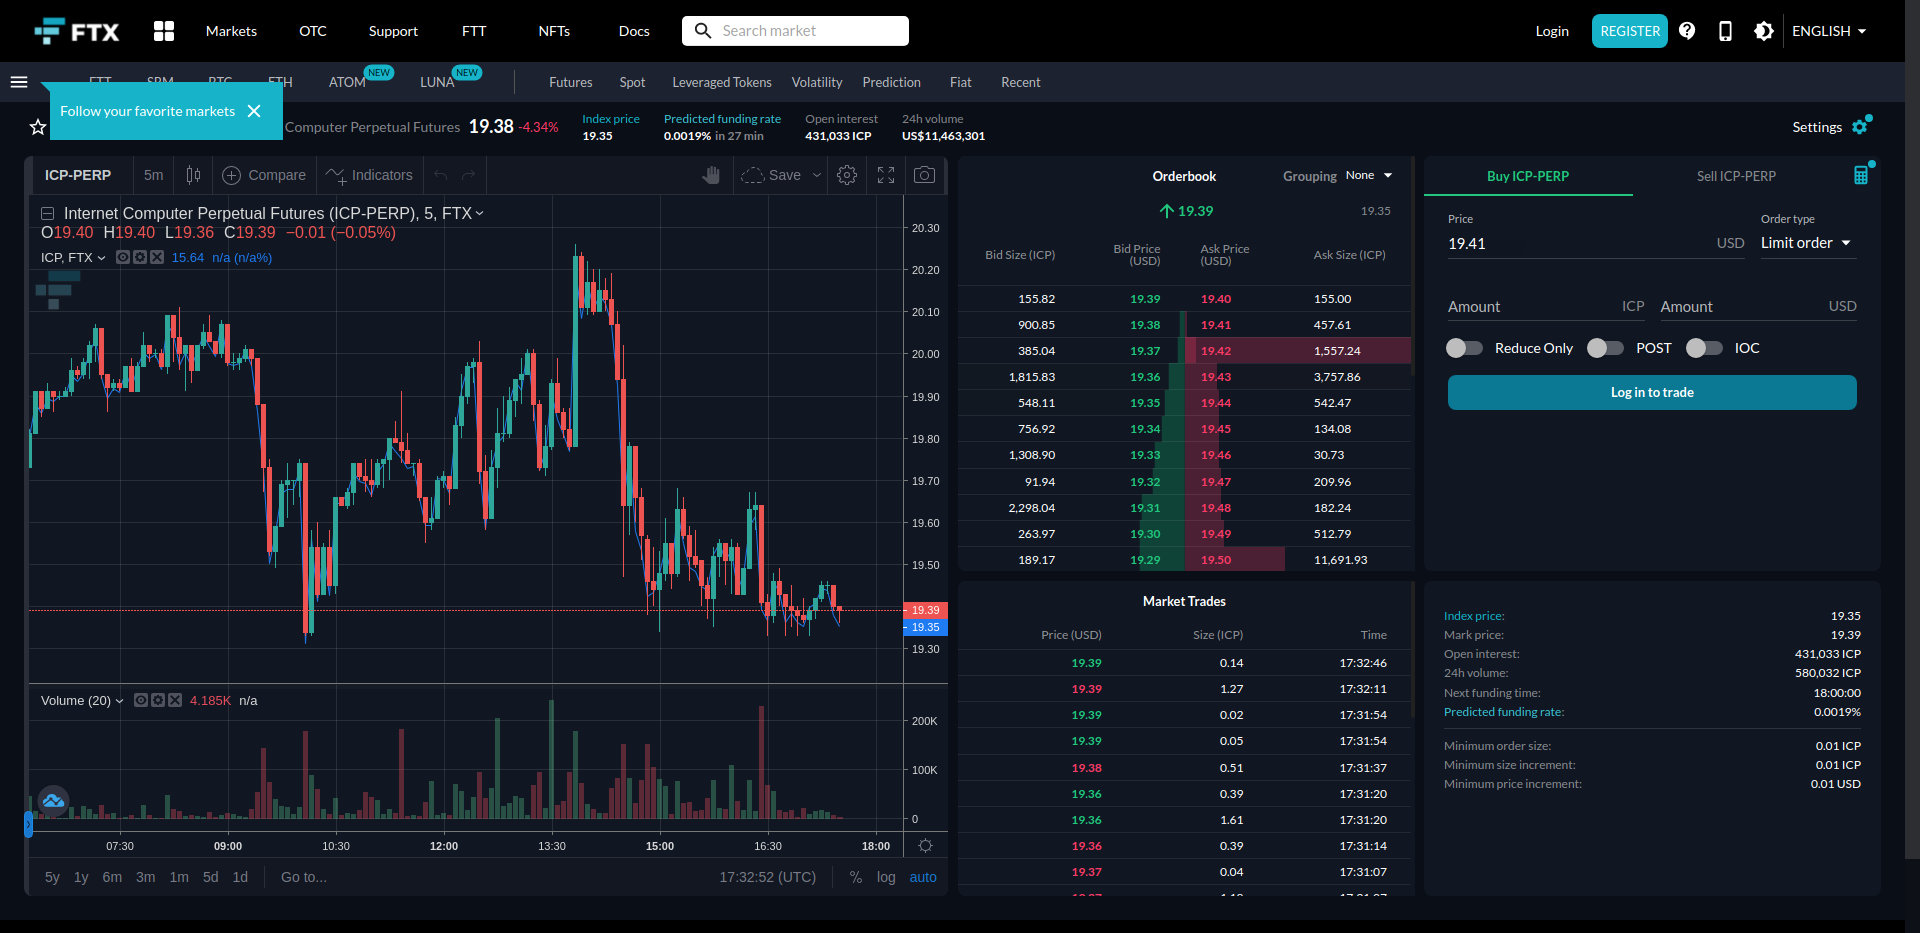 FTX Markets OTC Support FTT NFTs Docs Search market Login REGISTER ENGLISH
FTT SRM BTC ETH ATOM NEW LUNA NEW Futures Spot Leveraged Tokens Volatility Prediction Fiat Recent
Follow your favorite markets
Computer Perpetual Futures 19.38 -4.34%
Index price
19.35
Predicted funding rate
0.0019% in 27 min
Open interest
431,033 ICP
24h volume
US$11,463,301
Settings
ICP-PERP 5m Compare Indicators Save
Internet Computer Perpetual Futures (ICP-PERP), 5, FTX
O19.40 H19.40 L19.36 C19.39 −0.01 (−0.05%)
ICP, FTX 15.64 n/a (n/a%)
20.30
20.20
20.10
20.00
19.90
19.80
19.70
19.60
19.50
19.39
19.35
19.30
Volume (20) 4.185K n/a
200K
100K
0
07:30 09:00 10:30 12:00 13:30 15:00 16:30 18:00
5y 1y 6m 3m 1m 5d 1d Go to... 17:32:52 (UTC) % log auto
Orderbook Grouping None
19.39 19.35
Bid Size (ICP) Bid Price (USD) Ask Price (USD) Ask Size (ICP)
155.82 19.39 19.40 155.00
900.85 19.38 19.41 457.61
385.04 19.37 19.42 1,557.24
1,815.83 19.36 19.43 3,757.86
548.11 19.35 19.44 542.47
756.92 19.34 19.45 134.08
1,308.90 19.33 19.46 30.73
91.94 19.32 19.47 209.96
2,298.04 19.31 19.48 182.24
263.97 19.30 19.49 512.79
189.17 19.29 19.50 11,691.93
Market Trades
Price (USD) Size (ICP) Time
19.39 0.14 17:32:46
19.39 1.27 17:32:11
19.39 0.02 17:31:54
19.39 0.05 17:31:54
19.38 0.51 17:31:37
19.36 0.39 17:31:20
19.36 1.61 17:31:20
19.36 0.39 17:31:14
19.37 0.04 17:31:07
Buy ICP-PERP Sell ICP-PERP
Price Order type
19.41 USD Limit order
Amount ICP Amount USD
Reduce Only POST IOC
Log in to trade
Index price: 19.35
Mark price: 19.39
Open interest: 431,033 ICP
24h volume: 580,032 ICP
Next funding time: 18:00:00
Predicted funding rate: 0.0019%
Minimum order size: 0.01 ICP
Minimum size increment: 0.01 ICP
Minimum price increment: 0.01 USD